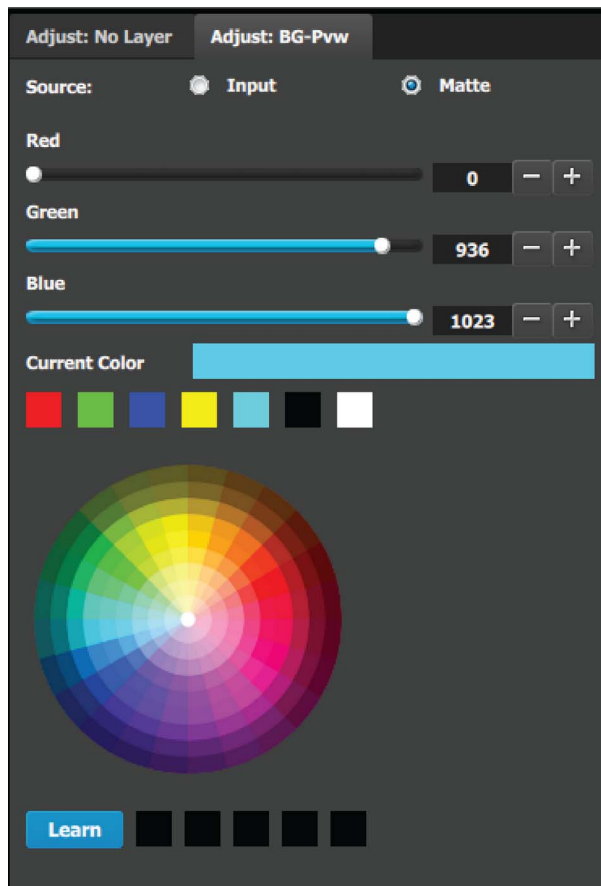 Adjust: No Layer Adjust: BG-Pvw
Source: Input Matte
Red
0 − +
Green
936 − +
Blue
1023 − +
Current Color
Learn